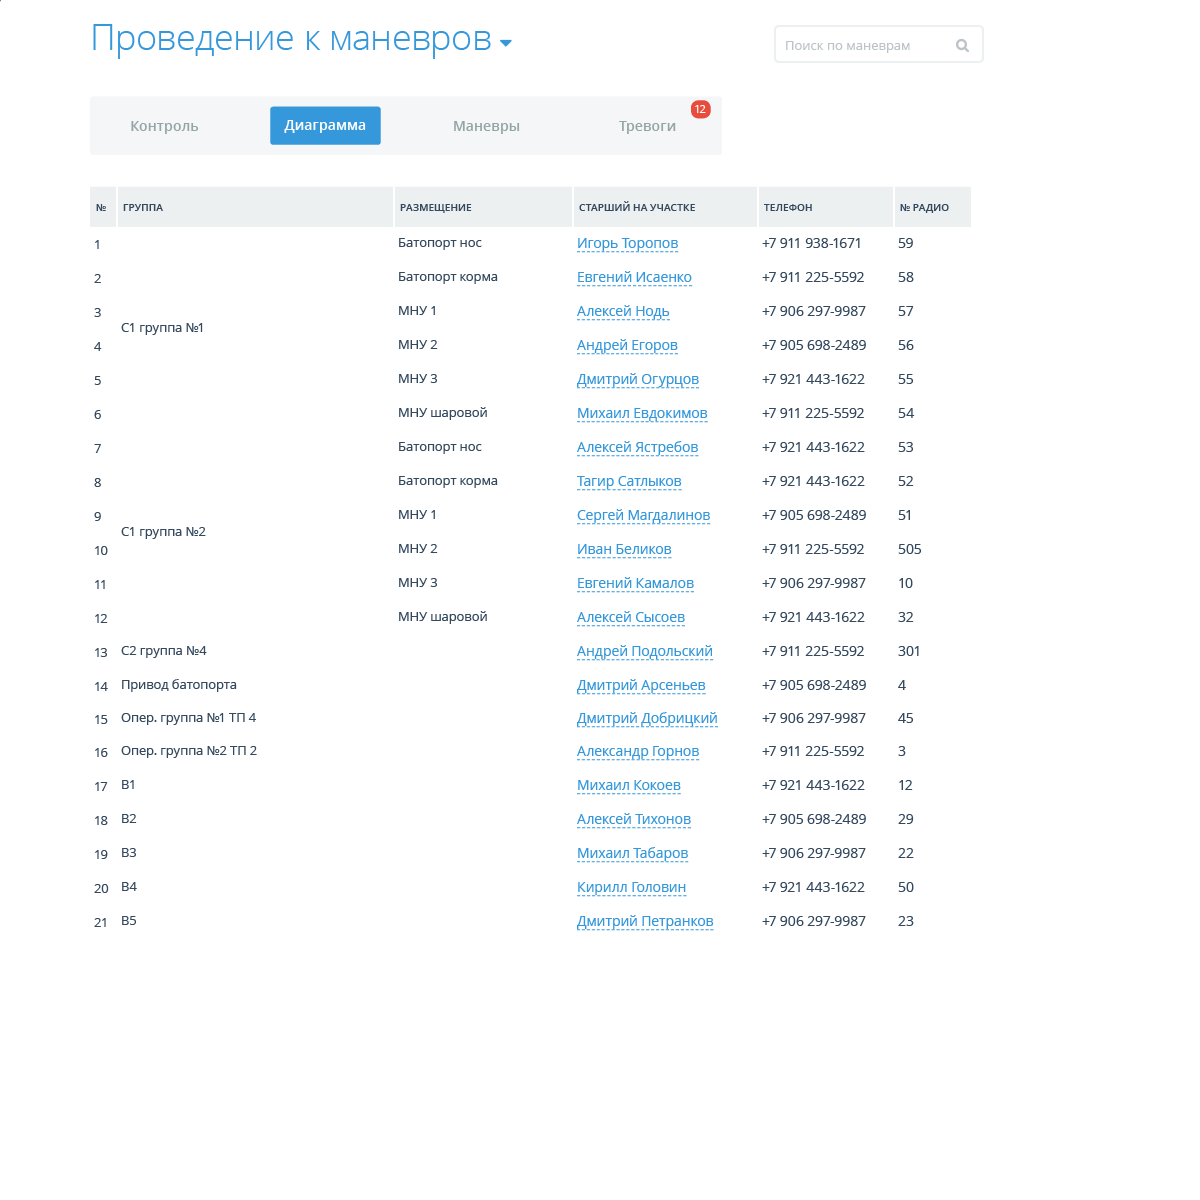 Проведение к маневров
Поиск по маневрам
Контроль Диаграмма Маневры Тревоги 12
№ ГРУППА РАЗМЕЩЕНИЕ СТАРШИЙ НА УЧАСТКЕ ТЕЛЕФОН № РАДИО
1 Батопорт нос Игорь Торопов +7 911 938-1671 59
2 Батопорт корма Евгений Исаенко +7 911 225-5592 58
3 МНУ 1 Алексей Нодь +7 906 297-9987 57
С1 группа №1
4 МНУ 2 Андрей Егоров +7 905 698-2489 56
5 МНУ 3 Дмитрий Огурцов +7 921 443-1622 55
6 МНУ шаровой Михаил Евдокимов +7 911 225-5592 54
7 Батопорт нос Алексей Ястребов +7 921 443-1622 53
8 Батопорт корма Тагир Сатлыков +7 921 443-1622 52
9 МНУ 1 Сергей Магдалинов +7 905 698-2489 51
С1 группа №2
10 МНУ 2 Иван Беликов +7 911 225-5592 505
11 МНУ 3 Евгений Камалов +7 906 297-9987 10
12 МНУ шаровой Алексей Сысоев +7 921 443-1622 32
13 С2 группа №4 Андрей Подольский +7 911 225-5592 301
14 Привод батопорта Дмитрий Арсеньев +7 905 698-2489 4
15 Опер. группа №1 ТП 4 Дмитрий Добрицкий +7 906 297-9987 45
16 Опер. группа №2 ТП 2 Александр Горнов +7 911 225-5592 3
17 В1 Михаил Кокоев +7 921 443-1622 12
18 В2 Алексей Тихонов +7 905 698-2489 29
19 В3 Михаил Табаров +7 906 297-9987 22
20 В4 Кирилл Головин +7 921 443-1622 50
21 В5 Дмитрий Петранков +7 906 297-9987 23